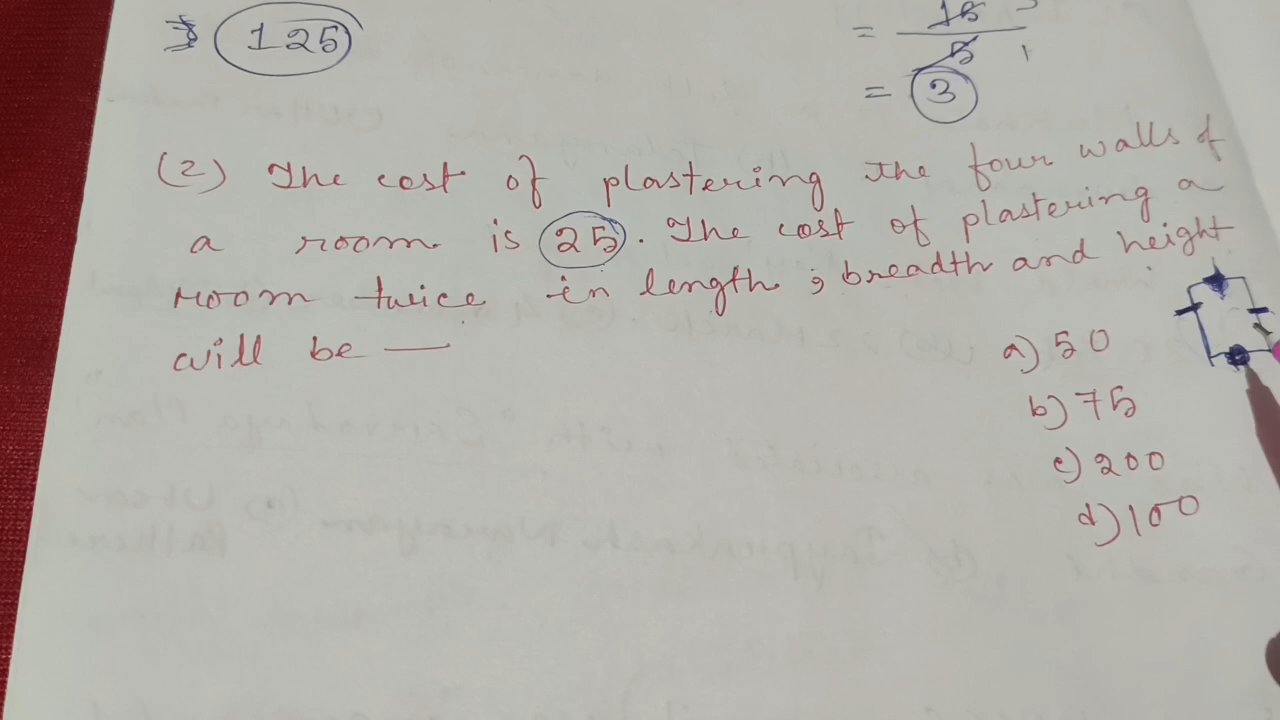 125
= 15
5 1
= 3
(2) The cost of plastering the four walls of
a room is 25. The cost of plastering a
room twice in length, breadth and height
will be —
a) 50
b) 75
c) 200
d) 100